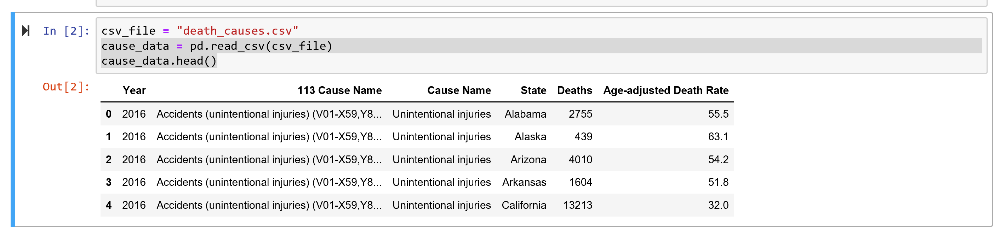 In [2]: csv_file = "death_causes.csv"
cause_data = pd.read_csv(csv_file)
cause_data.head()
Out[2]:
Year 113 Cause Name Cause Name State Deaths Age-adjusted Death Rate
0 2016 Accidents (unintentional injuries) (V01-X59,Y8... Unintentional injuries Alabama 2755 55.5
1 2016 Accidents (unintentional injuries) (V01-X59,Y8... Unintentional injuries Alaska 439 63.1
2 2016 Accidents (unintentional injuries) (V01-X59,Y8... Unintentional injuries Arizona 4010 54.2
3 2016 Accidents (unintentional injuries) (V01-X59,Y8... Unintentional injuries Arkansas 1604 51.8
4 2016 Accidents (unintentional injuries) (V01-X59,Y8... Unintentional injuries California 13213 32.0